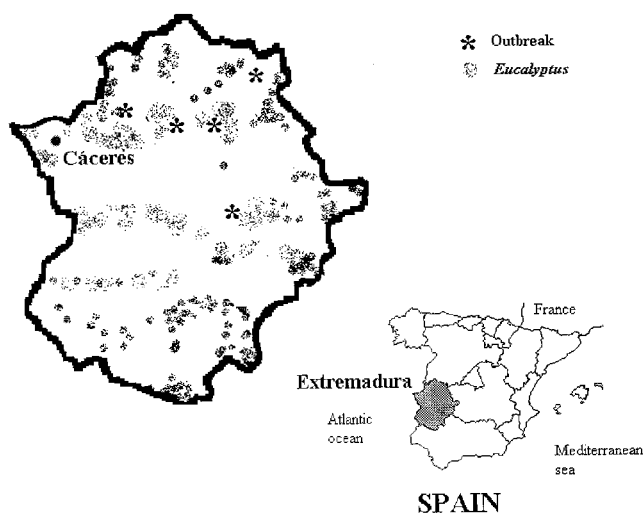 * Outbreak
Eucalyptus
Cáceres
France
Extremadura
Atlantic
ocean
Mediterranean
sea
SPAIN